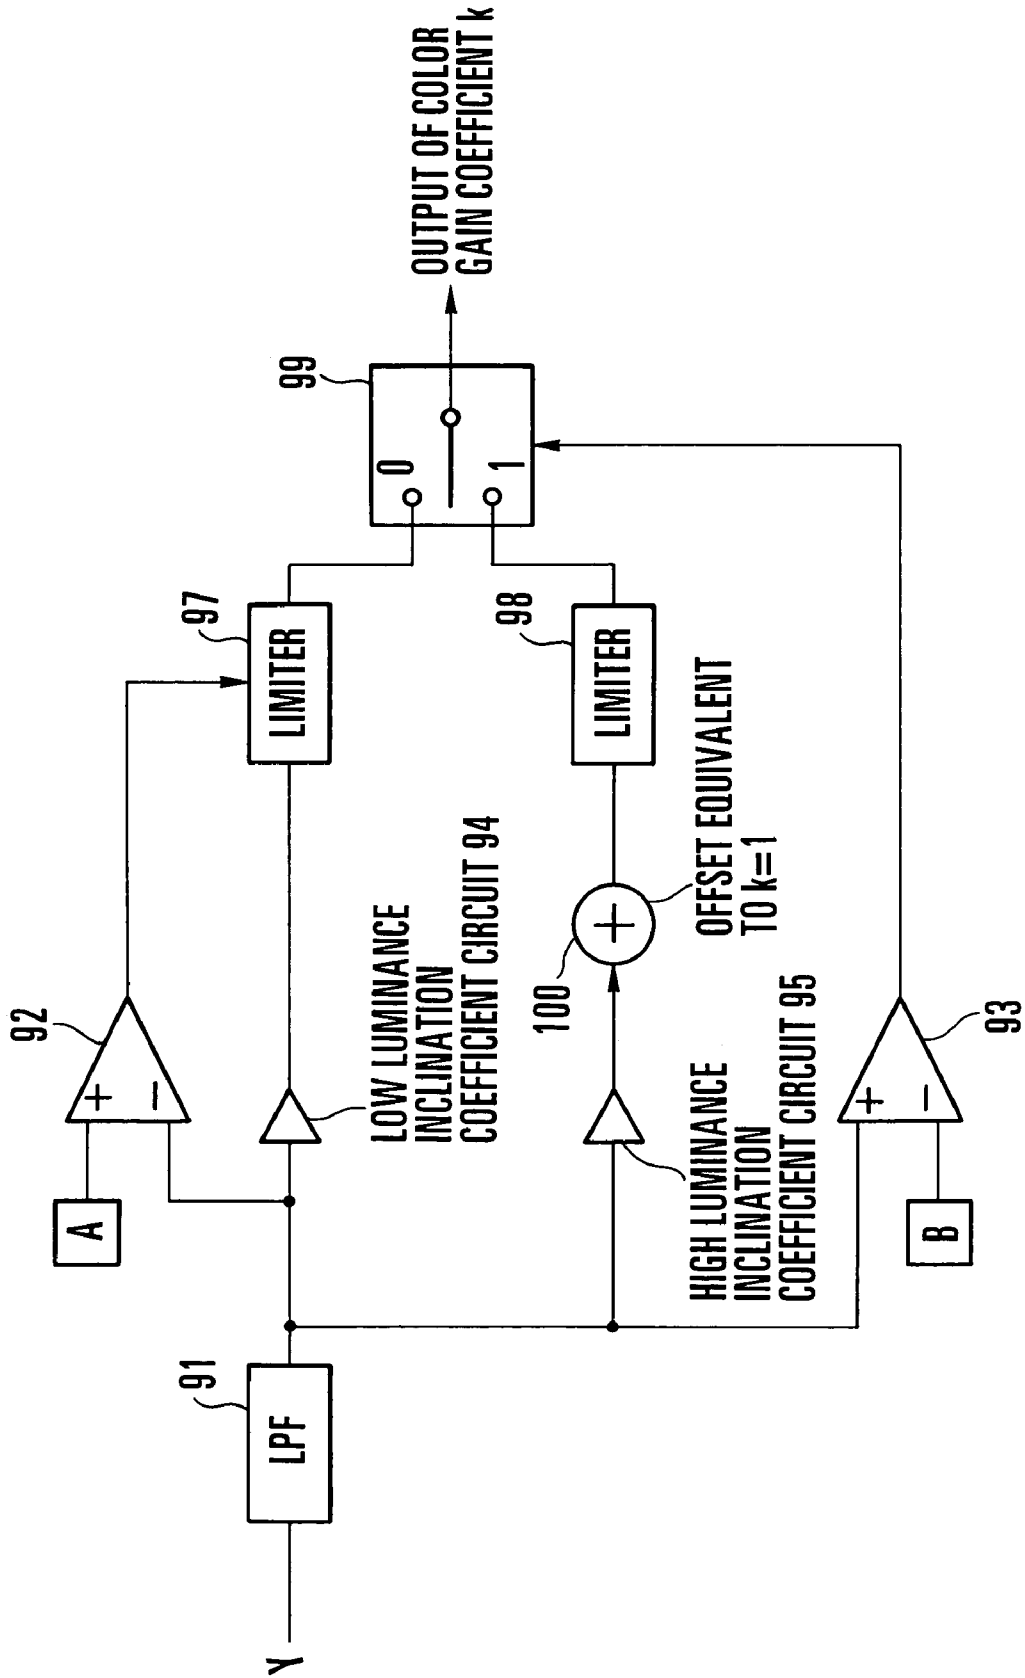 Y
LPF
91
A
B
+
−
92
+
−
93
LOW LUMINANCE
INCLINATION
COEFFICIENT CIRCUIT 94
HIGH LUMINANCE
INCLINATION
COEFFICIENT CIRCUIT 95
100
+
OFFSET EQUIVALENT
TO k=1
LIMITER
97
LIMITER
98
0
1
99
OUTPUT OF COLOR
GAIN COEFFICIENT k